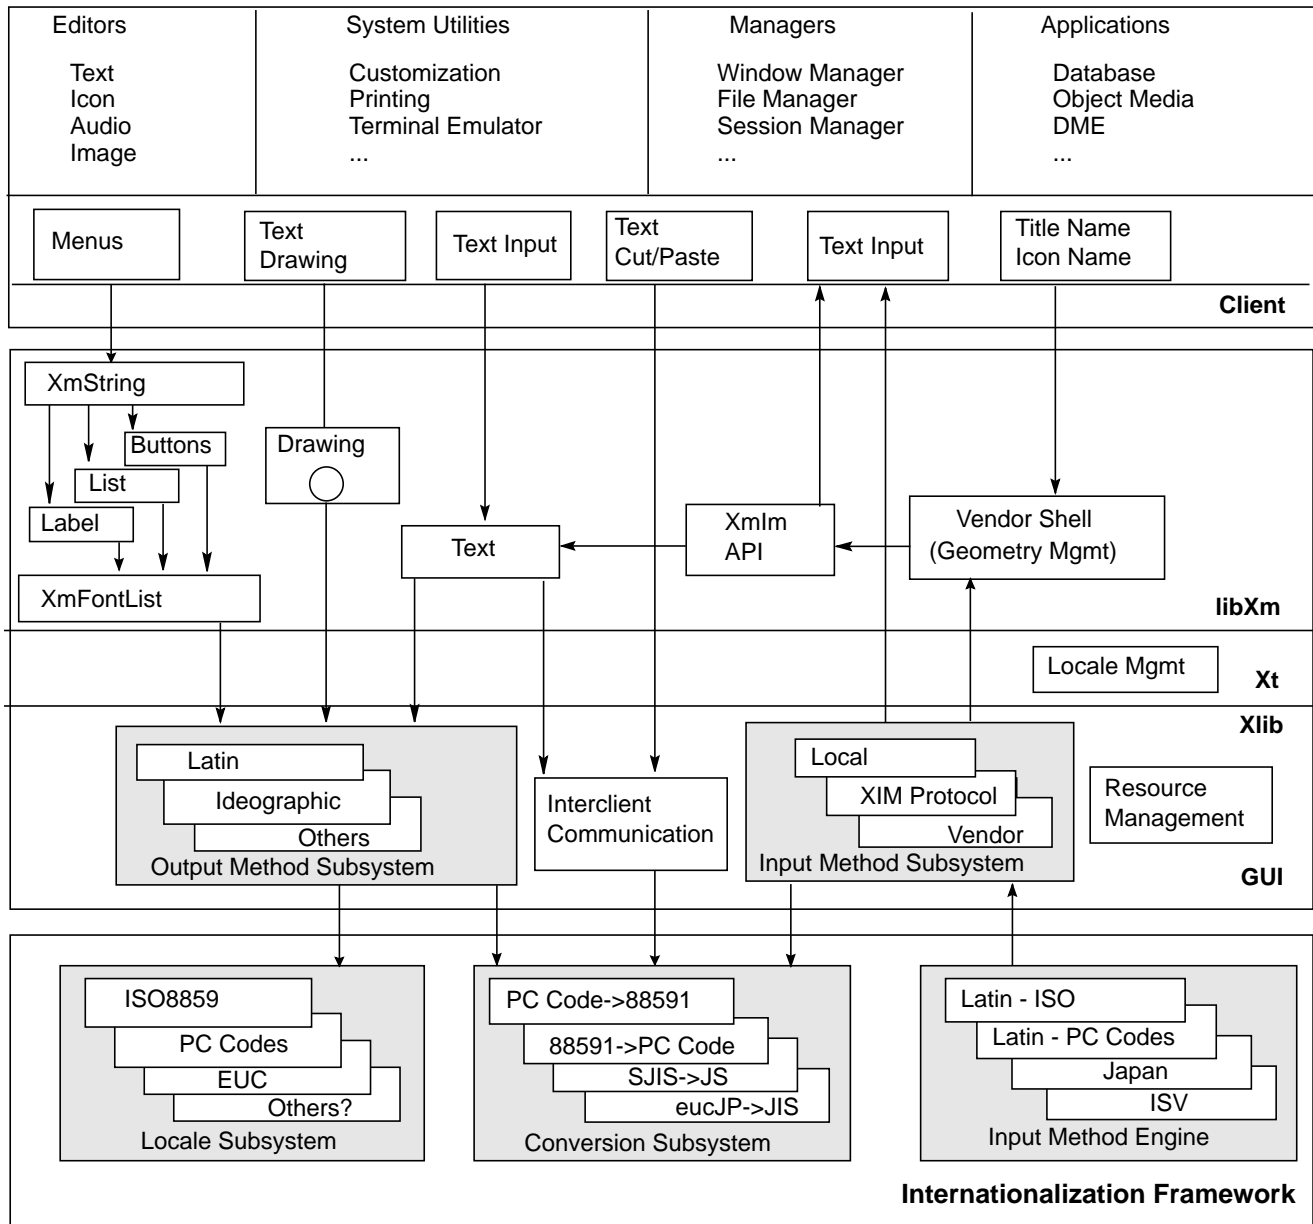 Editors
Text
Icon
Audio
Image
System Utilities
Customization
Printing
Terminal Emulator
...
Managers
Window Manager
File Manager
Session Manager
...
Applications
Database
Object Media
DME
...
Menus
Text
Drawing
Text Input
Text
Cut/Paste
Text Input
Title Name
Icon Name
Client
XmString
Buttons
List
Label
XmFontList
Drawing
Text
XmIm
API
Vendor Shell
(Geometry Mgmt)
libXm
Locale Mgmt
Xt
Xlib
Latin
Ideographic
Others
Output Method Subsystem
Interclient
Communication
Local
XIM Protocol
Vendor
Input Method Subsystem
Resource
Management
GUI
ISO8859
PC Codes
EUC
Others?
Locale Subsystem
PC Code->88591
88591->PC Code
SJIS->JS
eucJP->JIS
Conversion Subsystem
Latin - ISO
Latin - PC Codes
Japan
ISV
Input Method Engine
Internationalization Framework